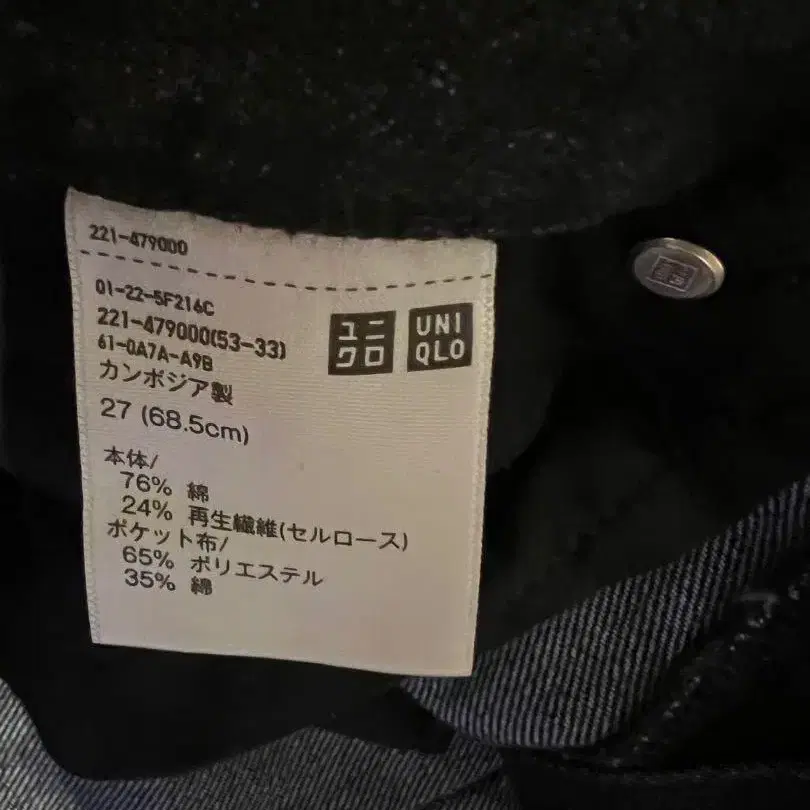 221-479000
01-22-5F216C
221-479000(53-33)
61-0A7A-A9B
ユニ
クロ
UNI
QLO
カンボジア製
27 (68.5cm)
本体/
76% 綿
24% 再生繊維(セルロース)
ポケット布/
65% ポリエステル
35% 綿